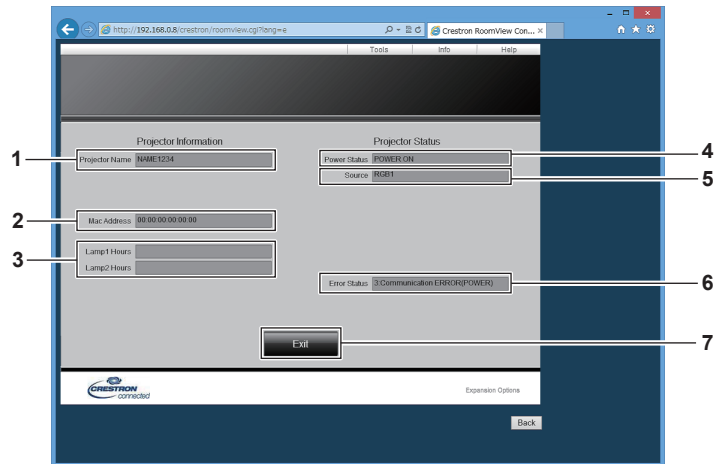 http://192.168.0.8/crestron/roomview.cgi?lang=e
Crestron RoomView Con... ×
Tools Info Help
Projector Information Projector Status
1 Projector Name NAME1234 Power Status POWER ON 4
Source RGB1 5
2 Mac Address 00:00:00:00:00:00
3 Lamp1 Hours
Lamp2 Hours
Error Status 3:Communication ERROR(POWER) 6
Exit 7
CRESTRON
connected
Expansion Options
Back